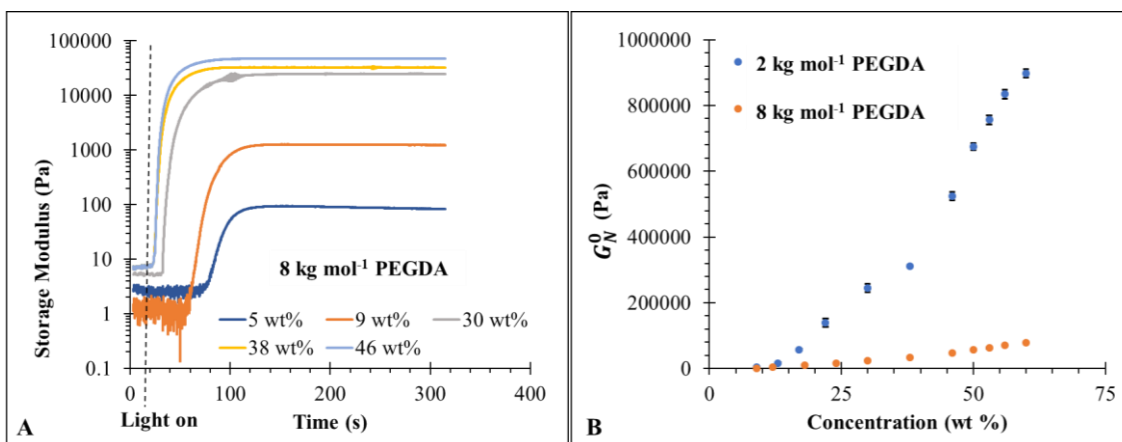 100000
10000
1000
100
10
1
0.1
Storage Modulus (Pa)
8 kg mol⁻¹ PEGDA
5 wt% 9 wt% 30 wt%
38 wt% 46 wt%
0 100 200 300 400
Light on
Time (s)
A
1000000
800000
600000
400000
200000
0
G_N^0 (Pa)
2 kg mol⁻¹ PEGDA
8 kg mol⁻¹ PEGDA
0 25 50 75
Concentration (wt %)
B